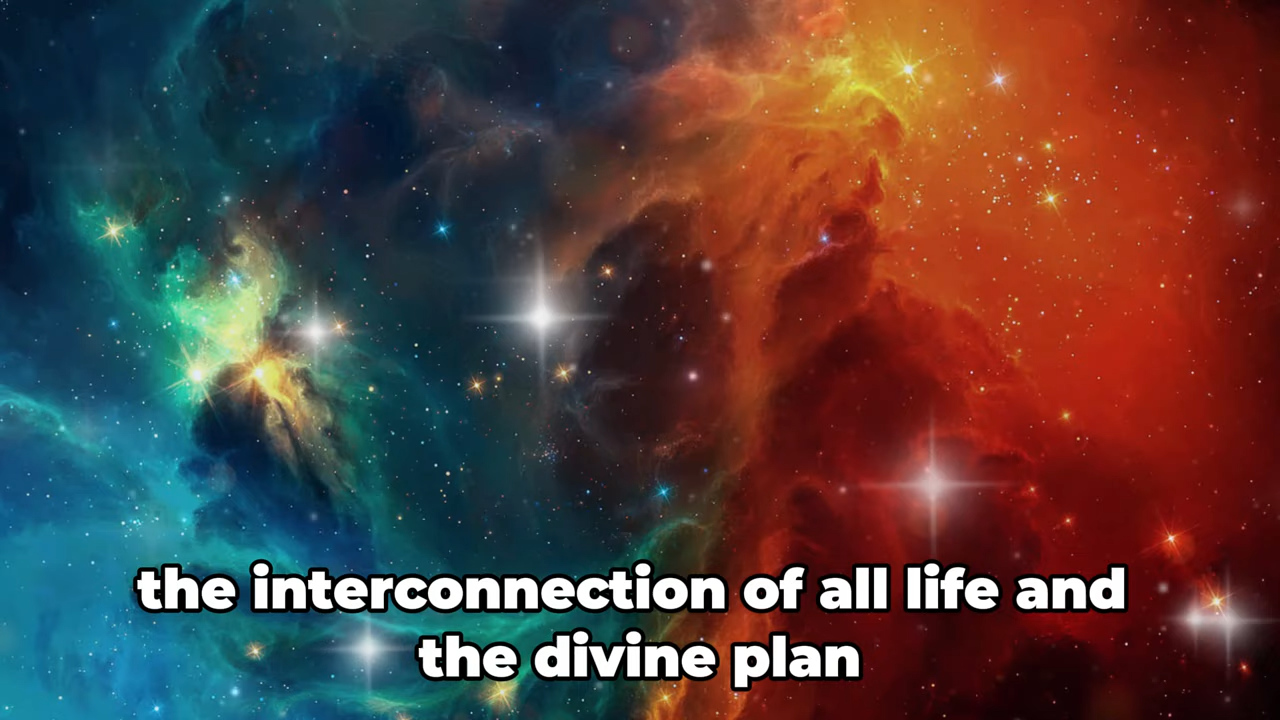 the interconnection of all life and
the divine plan